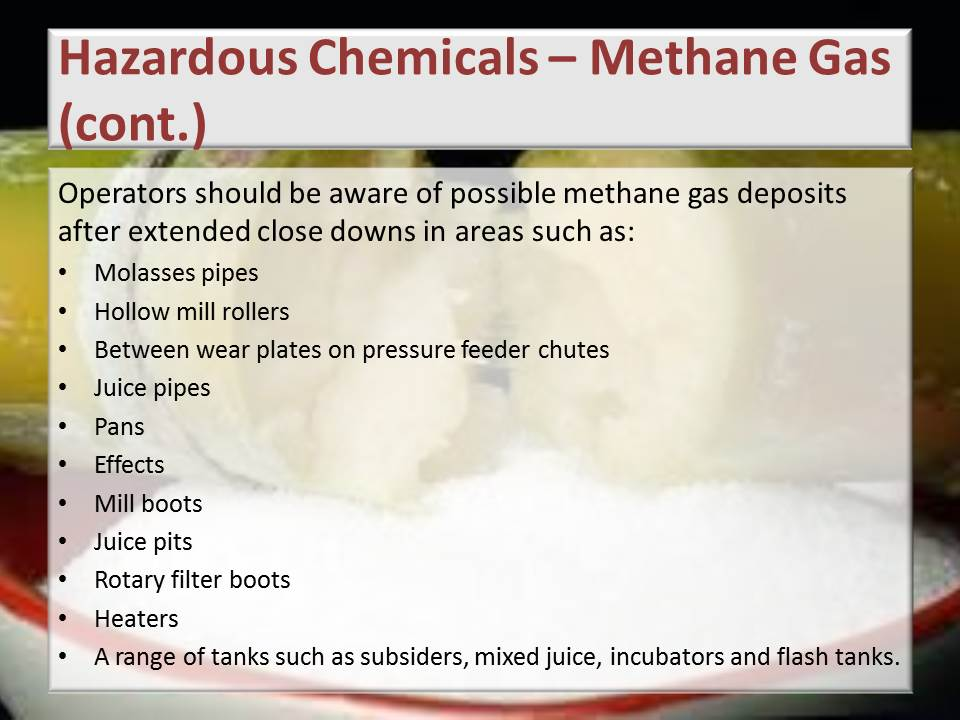 Hazardous Chemicals – Methane Gas
(cont.)
Operators should be aware of possible methane gas deposits
after extended close downs in areas such as:
• Molasses pipes
• Hollow mill rollers
• Between wear plates on pressure feeder chutes
• Juice pipes
• Pans
• Effects
• Mill boots
• Juice pits
• Rotary filter boots
• Heaters
• A range of tanks such as subsiders, mixed juice, incubators and flash tanks.